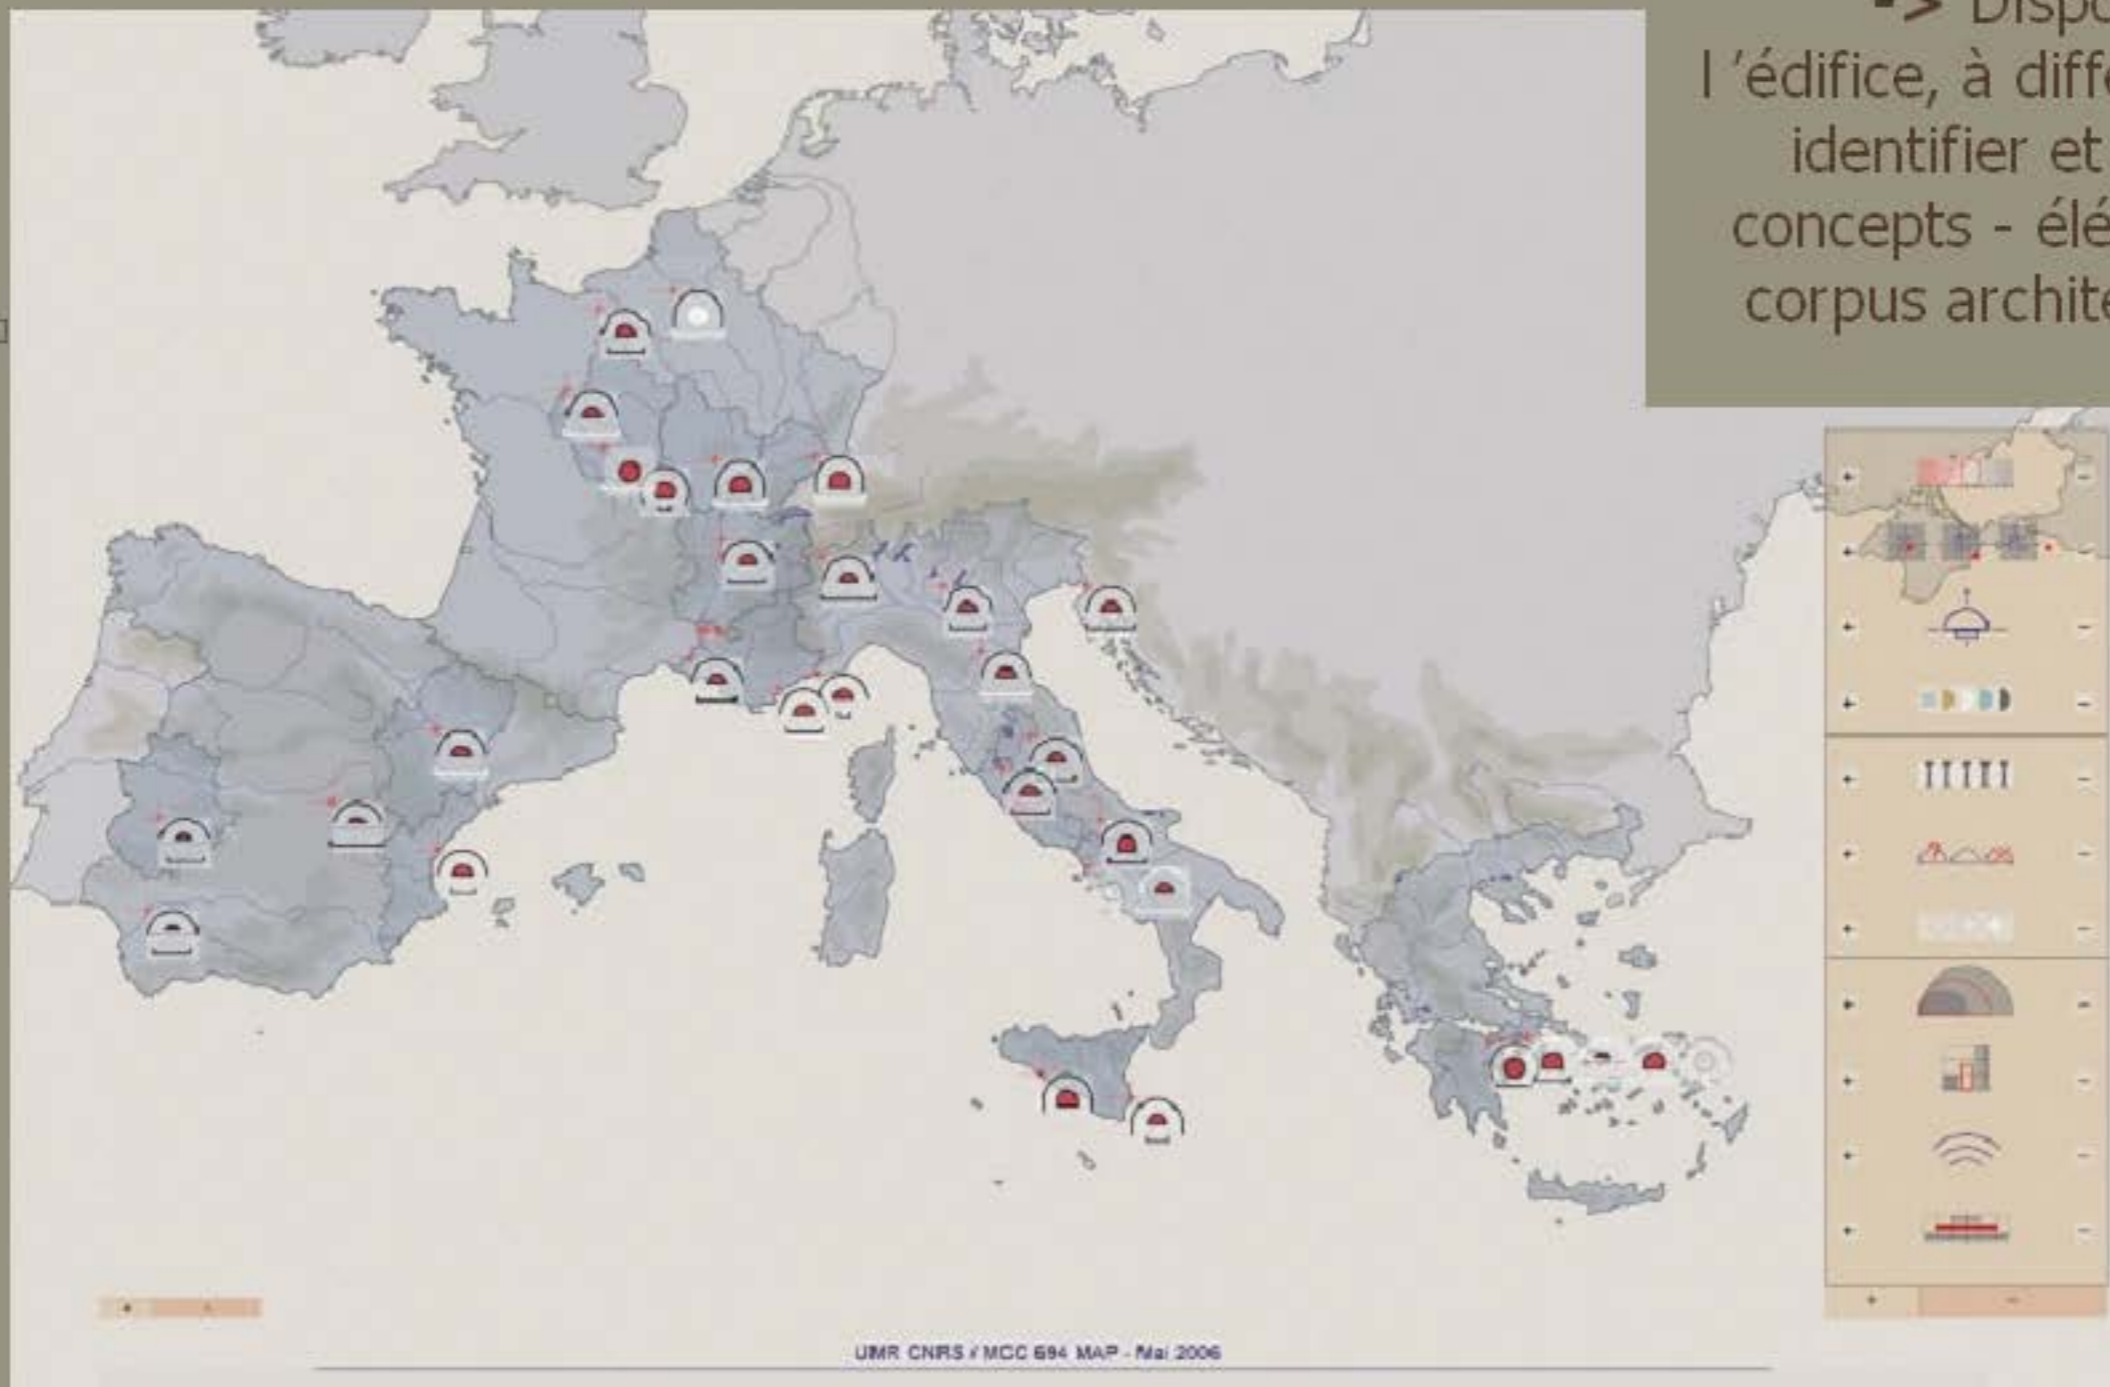 -> Dispo
l 'édifice, à diffé
identifier et
concepts - élé
corpus archite
UMR CNRS / MCC 694 MAP - Mai 2006